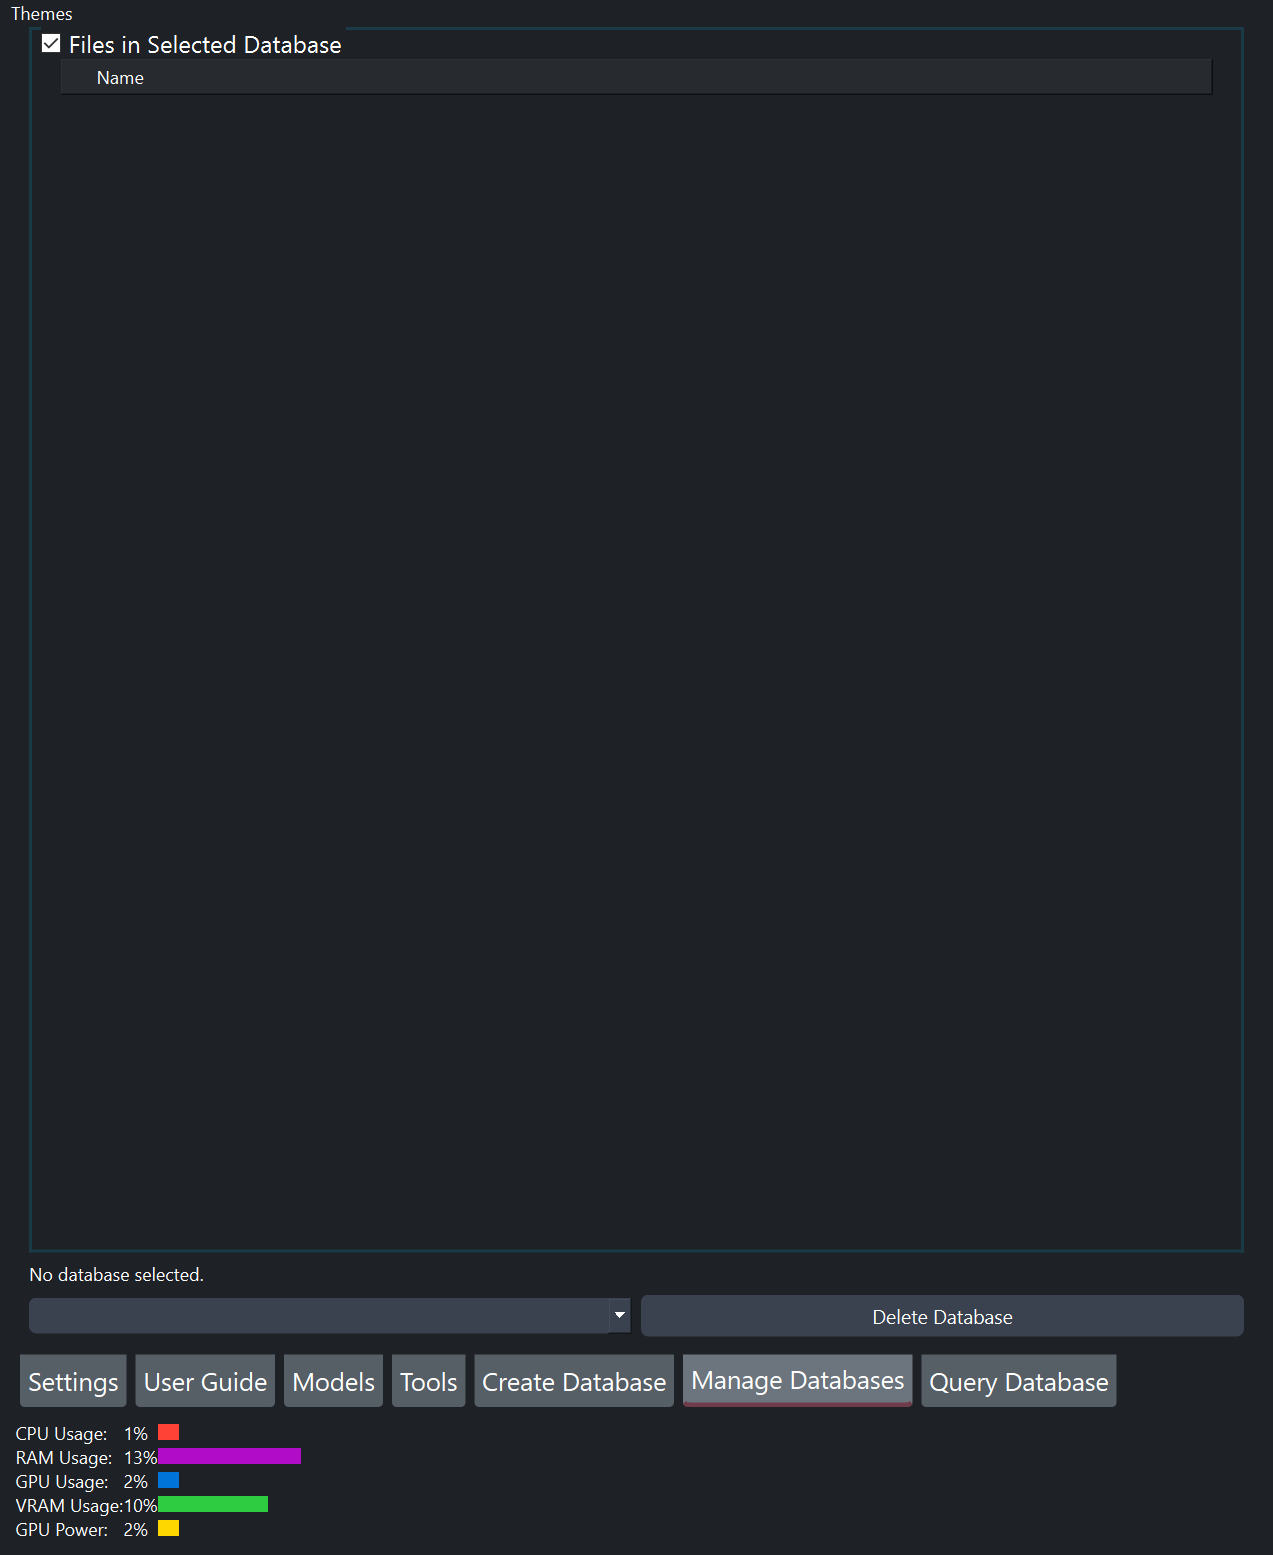 Themes
Files in Selected Database
Name
No database selected.
Delete Database
Settings User Guide Models Tools Create Database Manage Databases Query Database
CPU Usage: 1%
RAM Usage: 13%
GPU Usage: 2%
VRAM Usage:10%
GPU Power: 2%